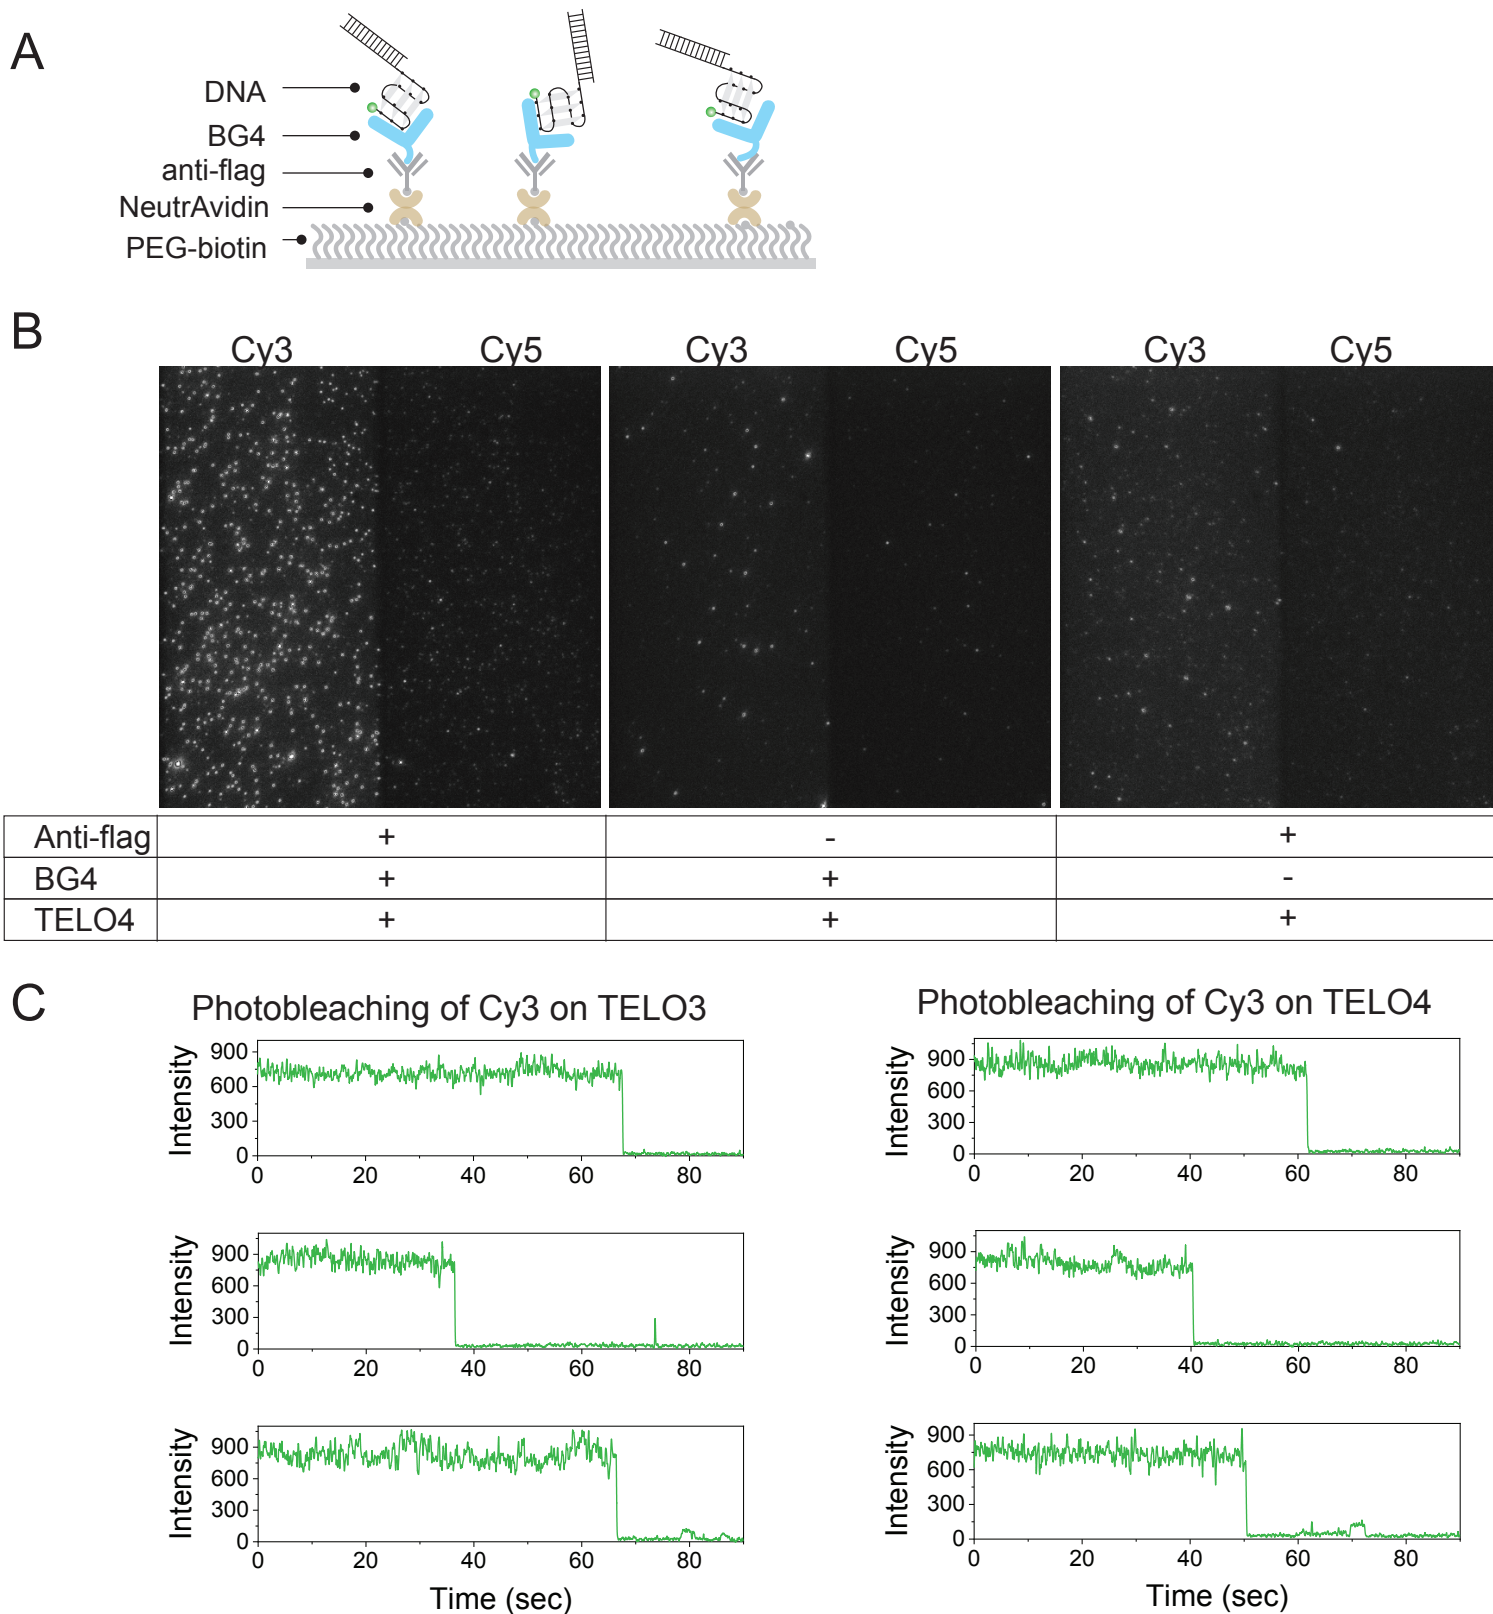 A
DNA
BG4
anti-flag
NeutrAvidin
PEG-biotin
B
Cy3 Cy5 Cy3 Cy5 Cy3 Cy5
Anti-flag + - +
BG4 + + -
TELO4 + + +
C
Photobleaching of Cy3 on TELO3
Intensity
900
600
300
0
0 20 40 60 80
Intensity
900
600
300
0
0 20 40 60 80
Intensity
900
600
300
0
0 20 40 60 80
Time (sec)
Photobleaching of Cy3 on TELO4
Intensity
900
600
300
0
0 20 40 60 80
Intensity
900
600
300
0
0 20 40 60 80
Intensity
900
600
300
0
0 20 40 60 80
Time (sec)